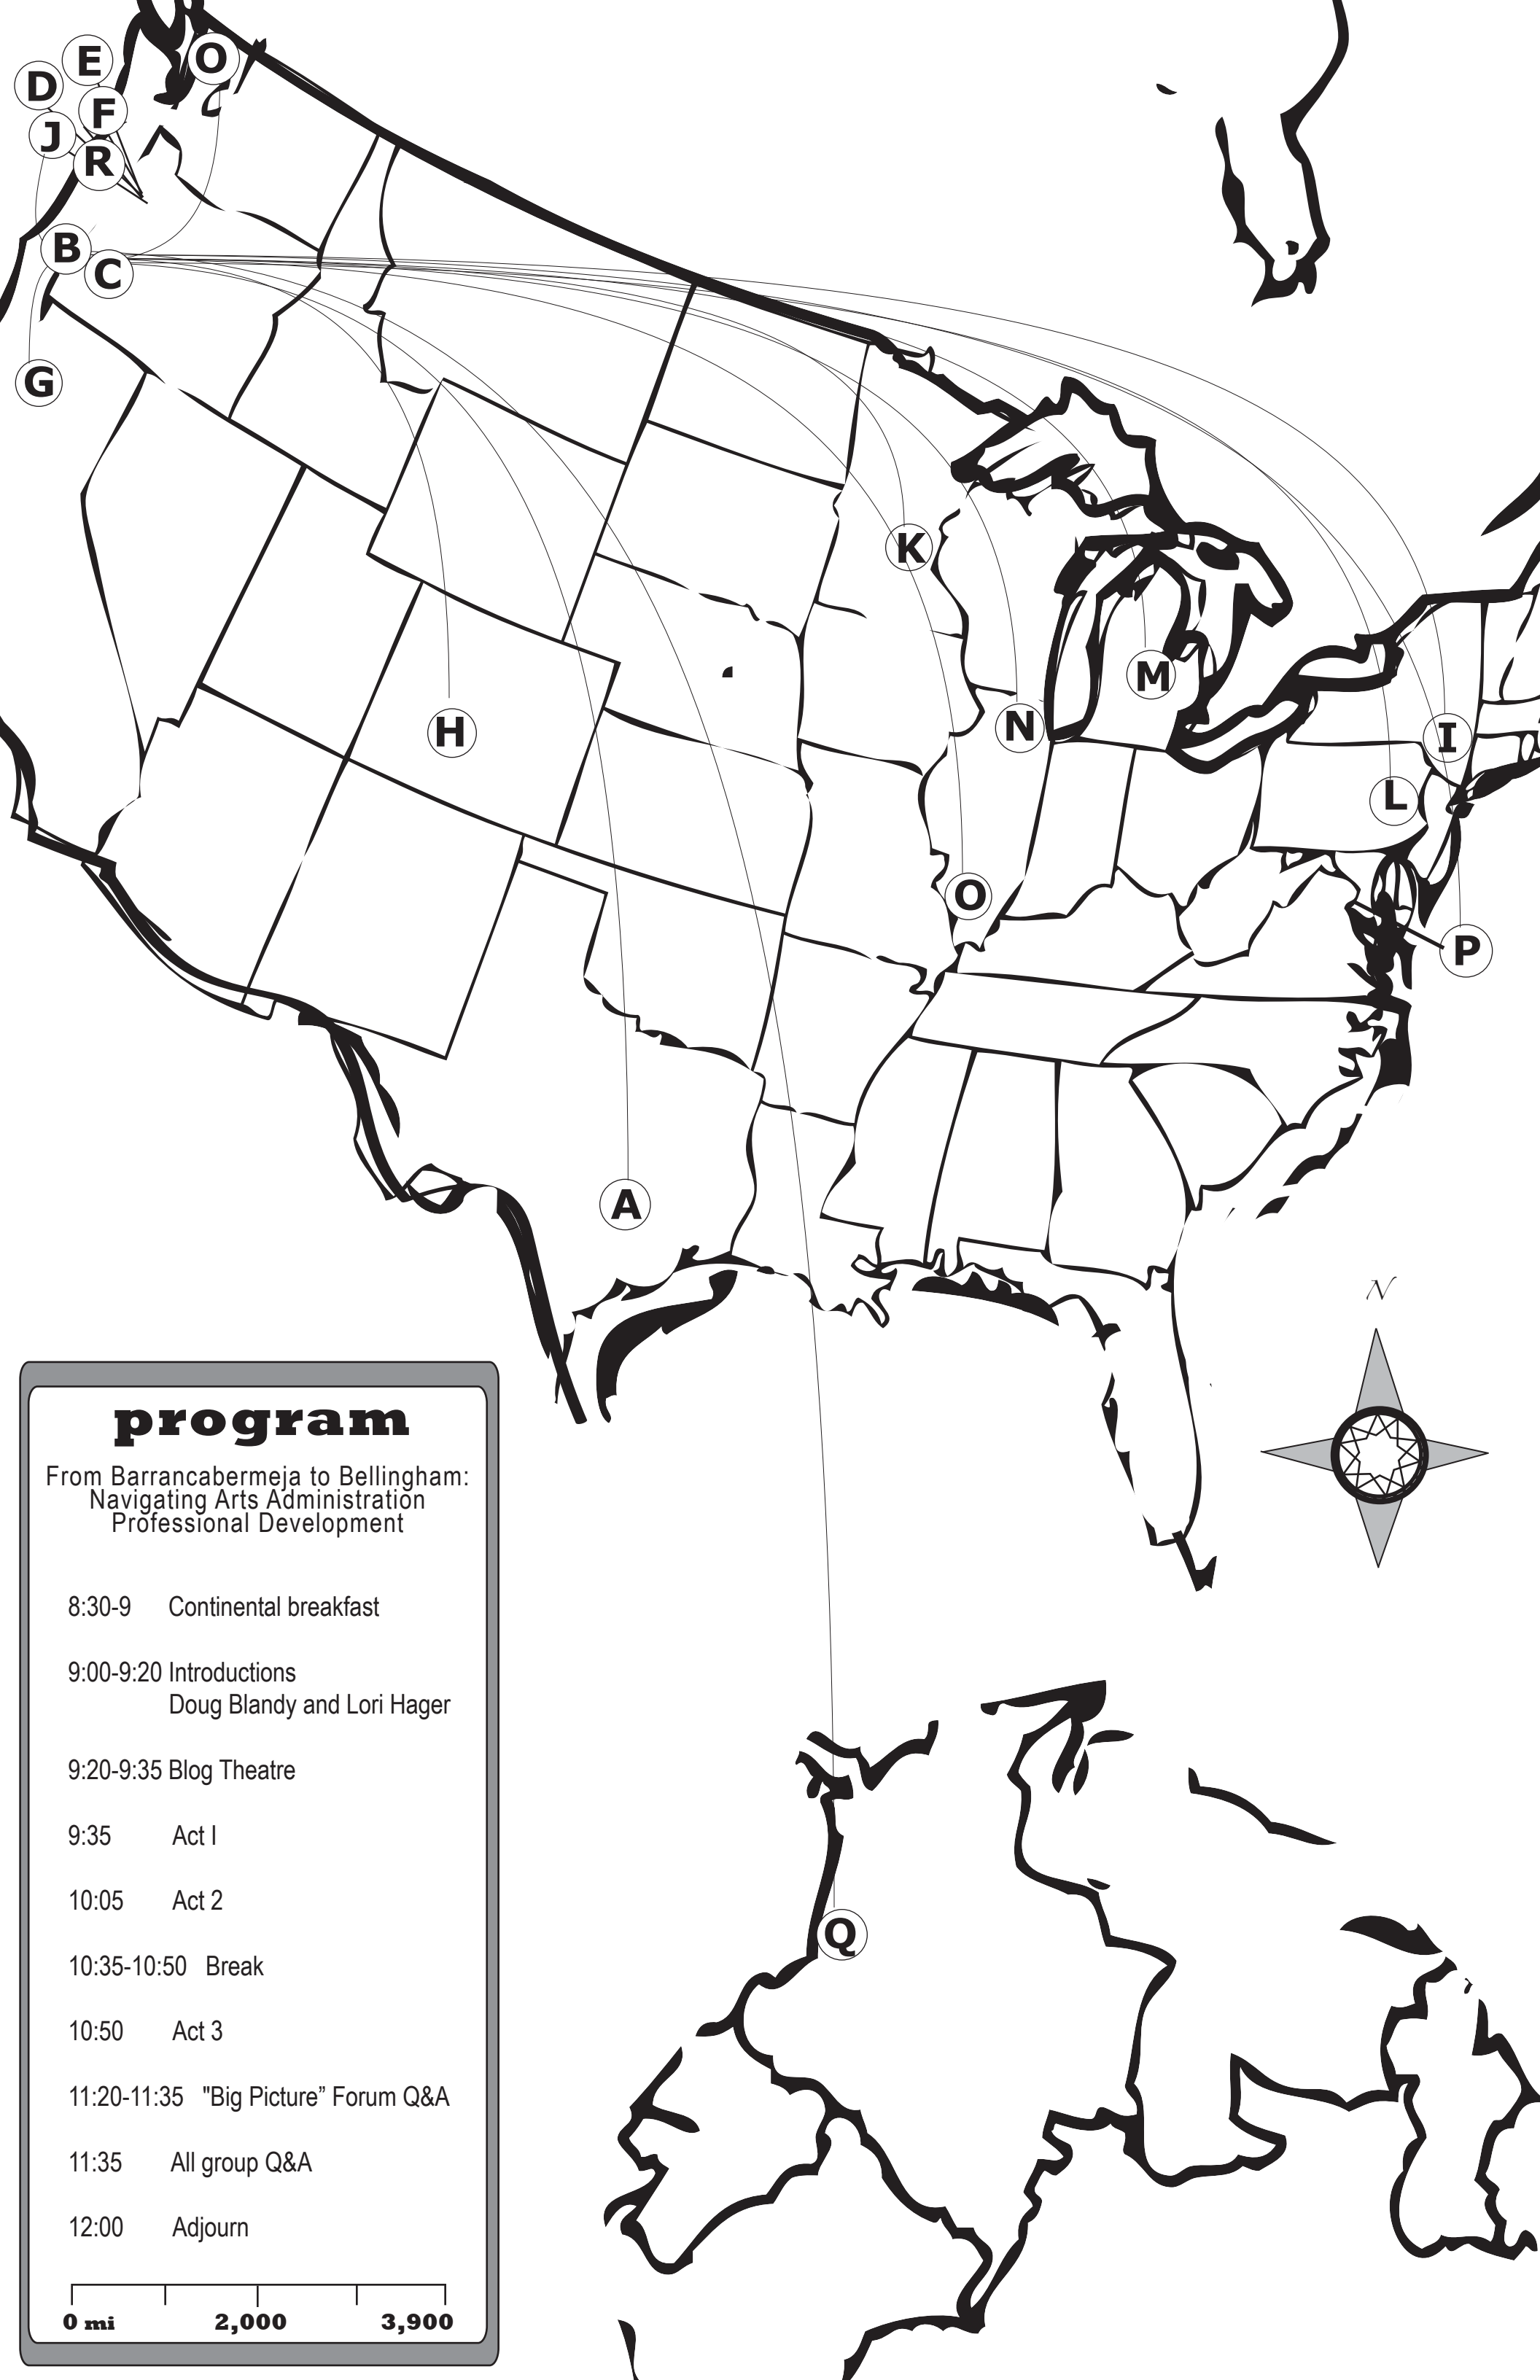 E
O
D
F
J
R
B
C
G
K
M
N
H
I
L
O
P
A
N
Q
program
From Barrancabermeja to Bellingham:
Navigating Arts Administration
Professional Development
8:30-9 Continental breakfast
9:00-9:20 Introductions
Doug Blandy and Lori Hager
9:20-9:35 Blog Theatre
9:35 Act I
10:05 Act 2
10:35-10:50 Break
10:50 Act 3
11:20-11:35 "Big Picture” Forum Q&A
11:35 All group Q&A
12:00 Adjourn
0 mi 2,000 3,900